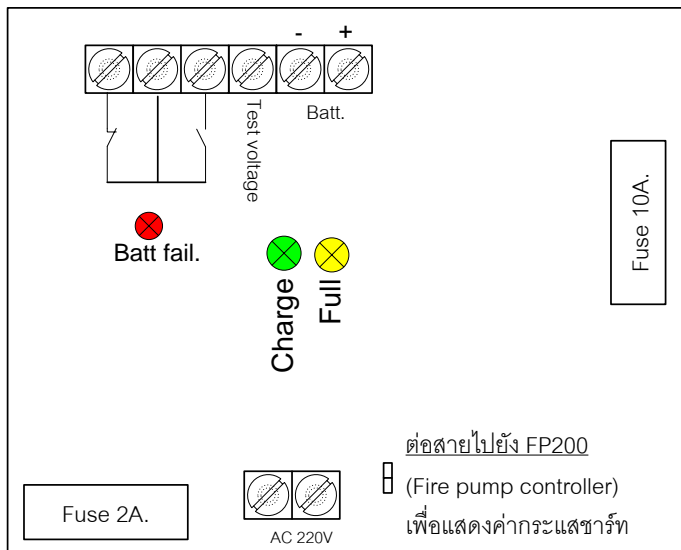 - +
Test voltage
Batt.
Batt fail.
Charge
Full
Fuse 10A.
ต่อสายไปยัง FP200
(Fire pump controller)
เพื่อแสดงค่ากระแสชาร์ท
Fuse 2A.
AC 220V